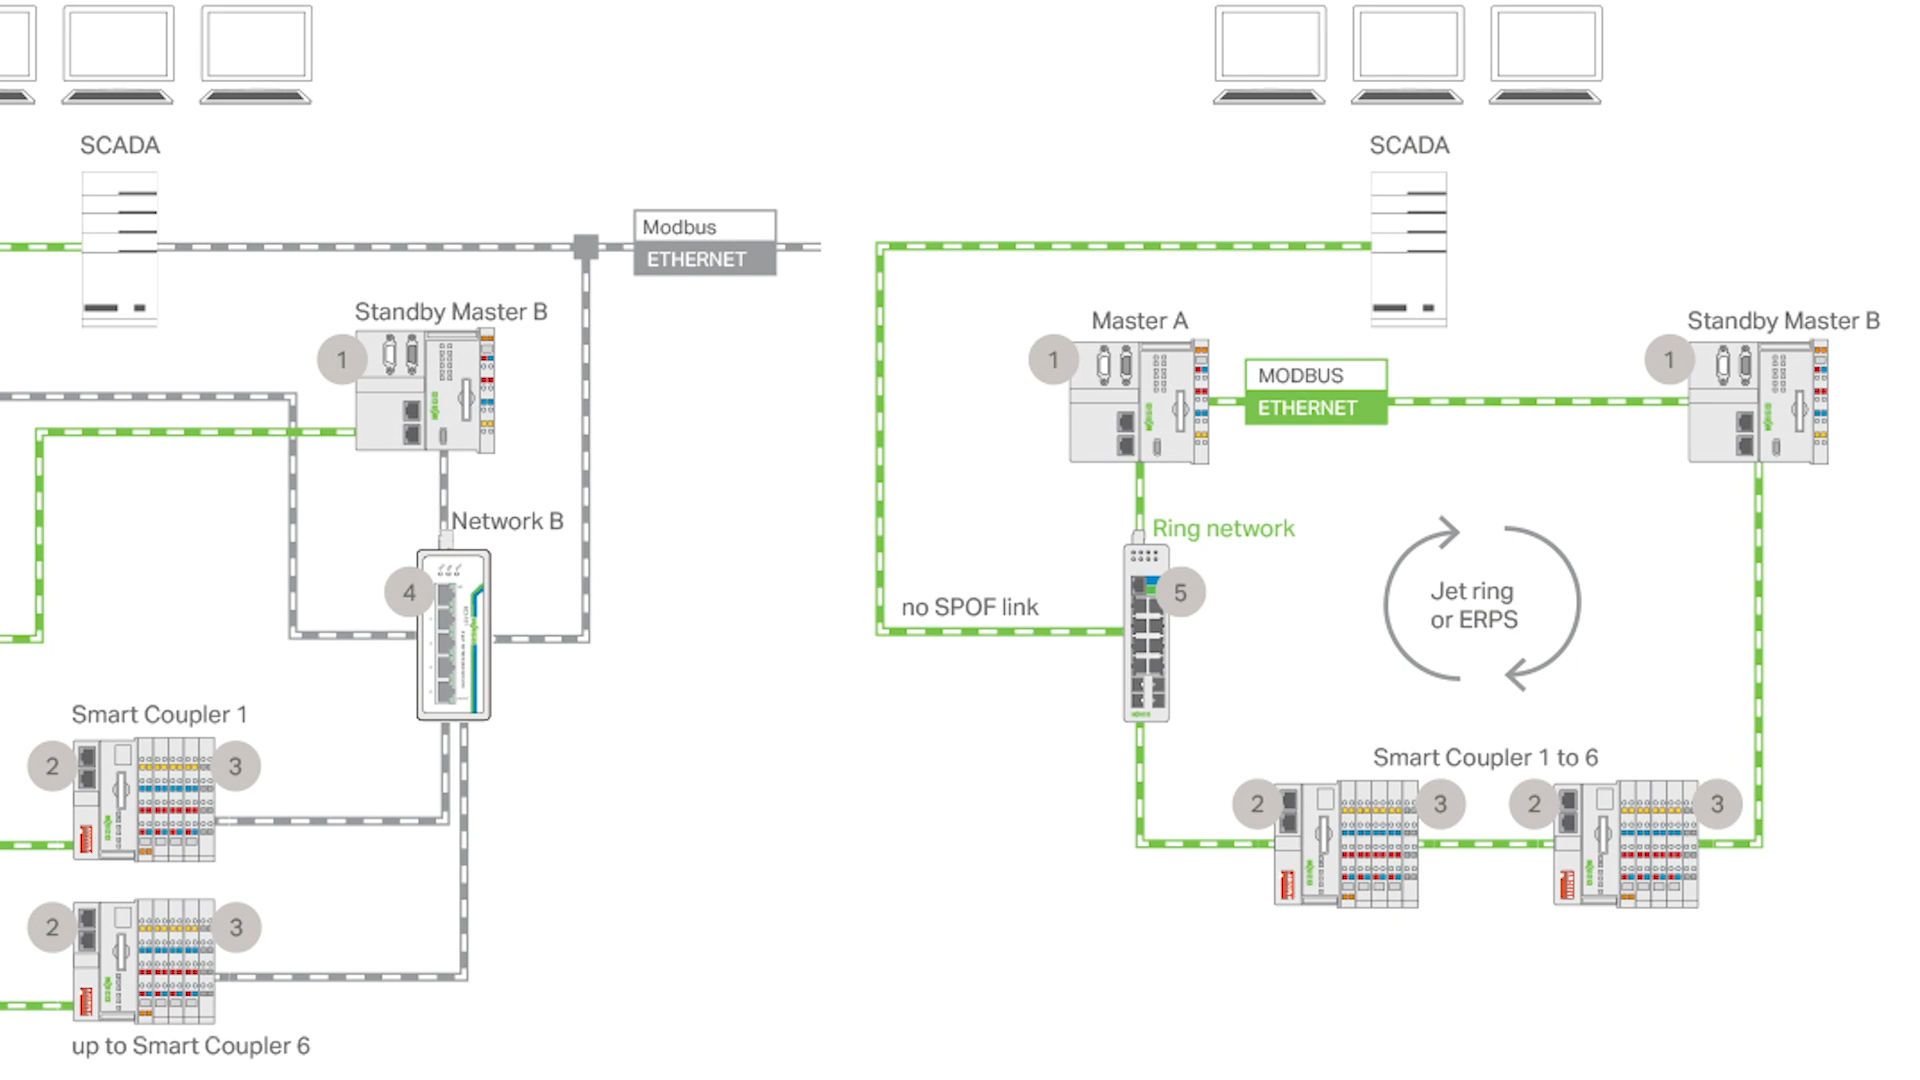 SCADA
Modbus
ETHERNET
Standby Master B
1
Network B
4
Smart Coupler 1
2
3
2
3
up to Smart Coupler 6
SCADA
Master A
Standby Master B
1
MODBUS
ETHERNET
1
Ring network
5
no SPOF link
Jet ring
or ERPS
Smart Coupler 1 to 6
2
3
2
3